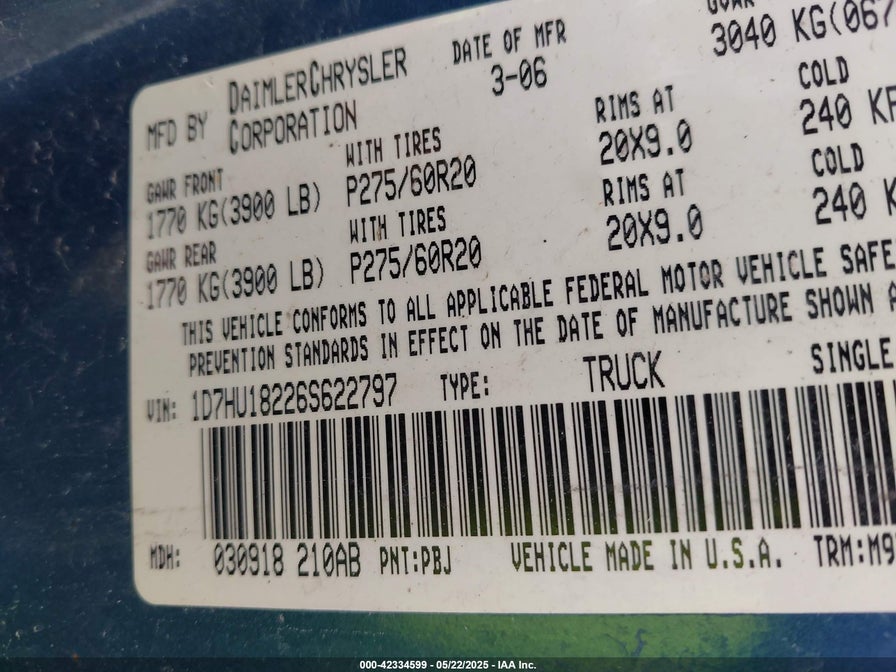 MFD BY DAIMLERCHRYSLER CORPORATION
DATE OF MFR 3-06
GVWR 3040 KG(067
GAWR FRONT WITH TIRES RIMS AT COLD
1770 KG(3900 LB) P275/60R20 20X9.0 240
GAWR REAR WITH TIRES RIMS AT COLD
1770 KG(3900 LB) P275/60R20 20X9.0 240
THIS VEHICLE CONFORMS TO ALL APPLICABLE FEDERAL MOTOR VEHICLE SAFE
PREVENTION STANDARDS IN EFFECT ON THE DATE OF MANUFACTURE SHOWN A
VIN: 1D7HU18226S622797 TYPE: TRUCK SINGLE
MDH: 030918 210AB PNT:PBJ VEHICLE MADE IN U.S.A. TRM:M9
000-42334599 - 05/22/2025 - IAA Inc.